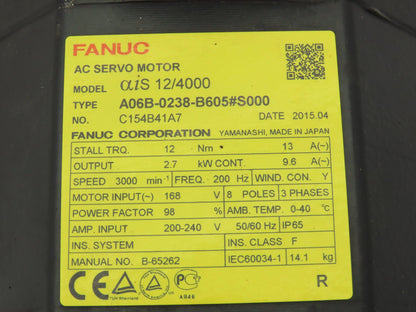 FANUC
AC SERVO MOTOR
MODEL αiS 12/4000
TYPE A06B-0238-B605#S000
NO. C154B41A7 DATE 2015.04
FANUC CORPORATION YAMANASHI, MADE IN JAPAN
STALL TRQ. 12 Nm 13 A(~)
OUTPUT 2.7 kW CONT. 9.6 A(~)
SPEED 3000 min⁻¹ FREQ. 200 Hz WIND. CON. Y
MOTOR INPUT(~) 168 V 8 POLES 3 PHASES
POWER FACTOR 98 % AMB. TEMP. 0-40 °C
AMP. INPUT 200-240 V 50/60 Hz IP65
INS. SYSTEM INS. CLASS F
MANUAL NO. B-65262 IEC60034-1 14.1 kg
CE TÜV Rheinland AB46 R